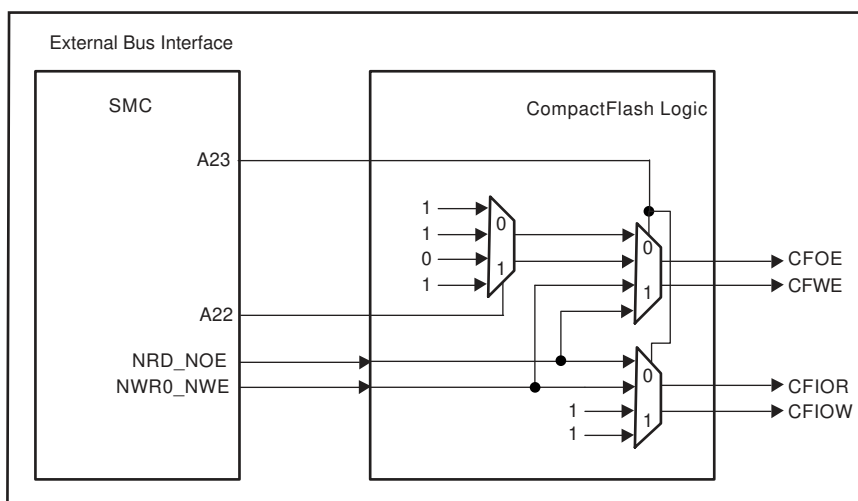 External Bus Interface
SMC
CompactFlash Logic
A23
1
1
0
1
0
1
0
1
CFOE
CFWE
A22
NRD_NOE
NWR0_NWE
0
1
1
1
CFIOR
CFIOW